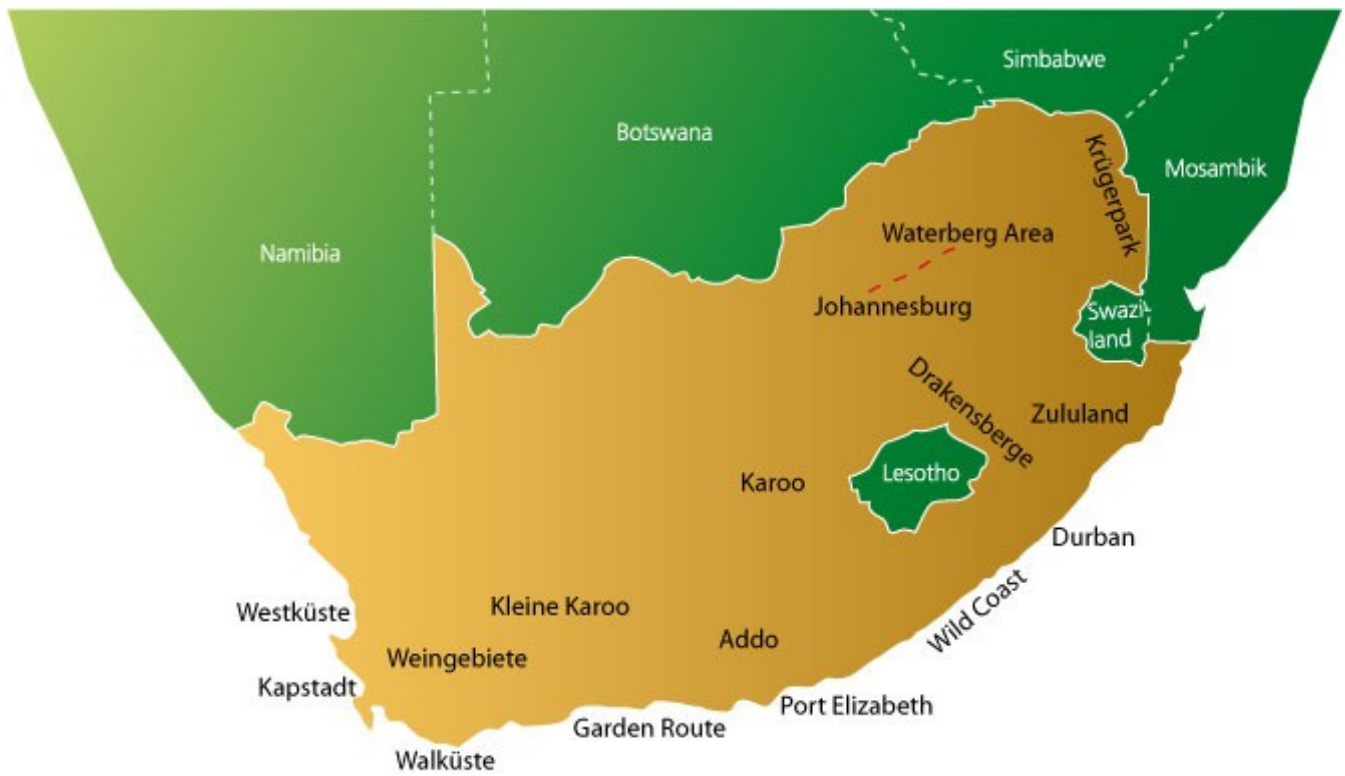 Simbabwe
Botswana
Krügerpark
Mosambik
Waterberg Area
Namibia
Johannesburg
Swazi-
land
Drakensberge
Zululand
Lesotho
Karoo
Durban
Wild Coast
Westküste
Kleine Karoo
Addo
Weingebiete
Kapstadt
Port Elizabeth
Garden Route
Walküste